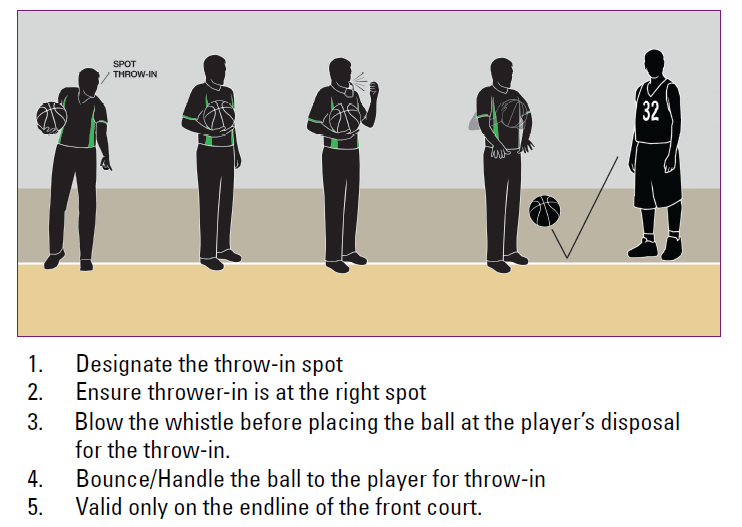 SPOT
THROW-IN
32
1. Designate the throw-in spot
2. Ensure thrower-in is at the right spot
3. Blow the whistle before placing the ball at the player's disposal
for the throw-in.
4. Bounce/Handle the ball to the player for throw-in
5. Valid only on the endline of the front court.